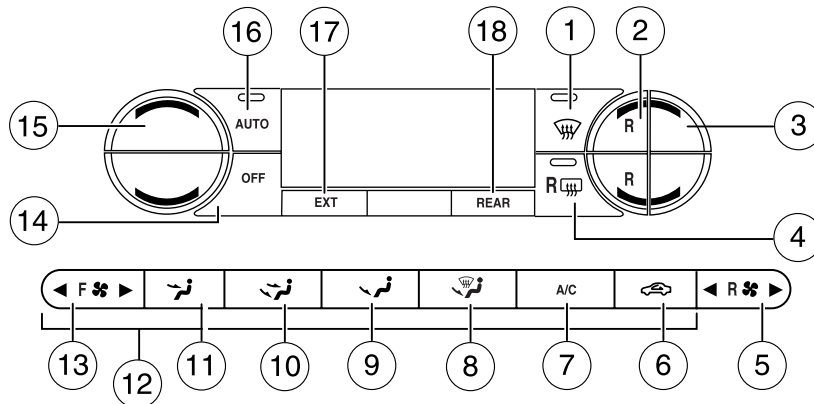 16 17 18 1 2
15 AUTO R 3
OFF R R
14 EXT REAR 4
F A/C R
13 12 11 10 9 8 7 6 5